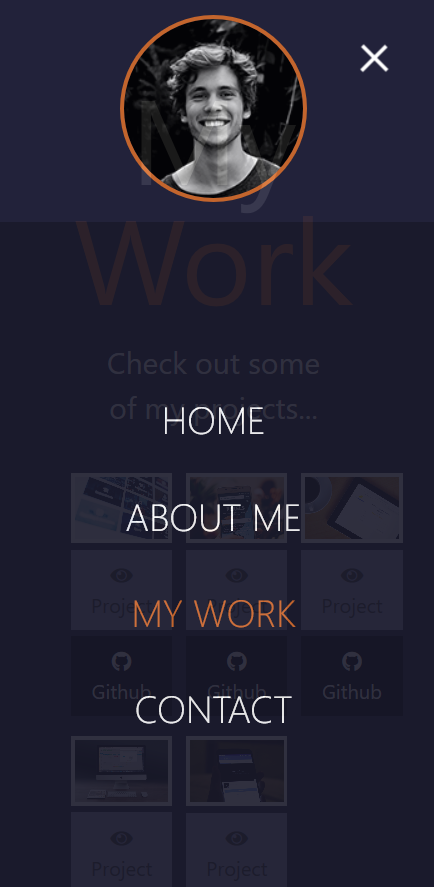 My
Work
Check out some
of my projects...
HOME
ABOUT ME
Project Project Project
MY WORK
Github Github Github
CONTACT
Project Project